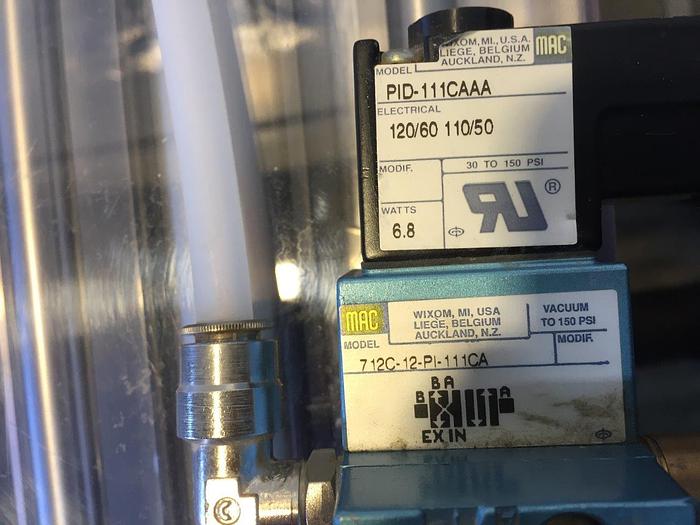 WIXOM, MI, U.S.A.
LIEGE, BELGIUM
AUCKLAND, N.Z.
MAC
MODEL
PID-111CAAA
ELECTRICAL
120/60 110/50
MODIF.
30 TO 150 PSI
WATTS
6.8
UR ®
MAC
WIXOM, MI, USA
LIEGE, BELGIUM
AUCKLAND, N.Z.
VACUUM
TO 150 PSI
MODEL
MODIF.
712C-12-PI-111CA
B A
B A
EX IN